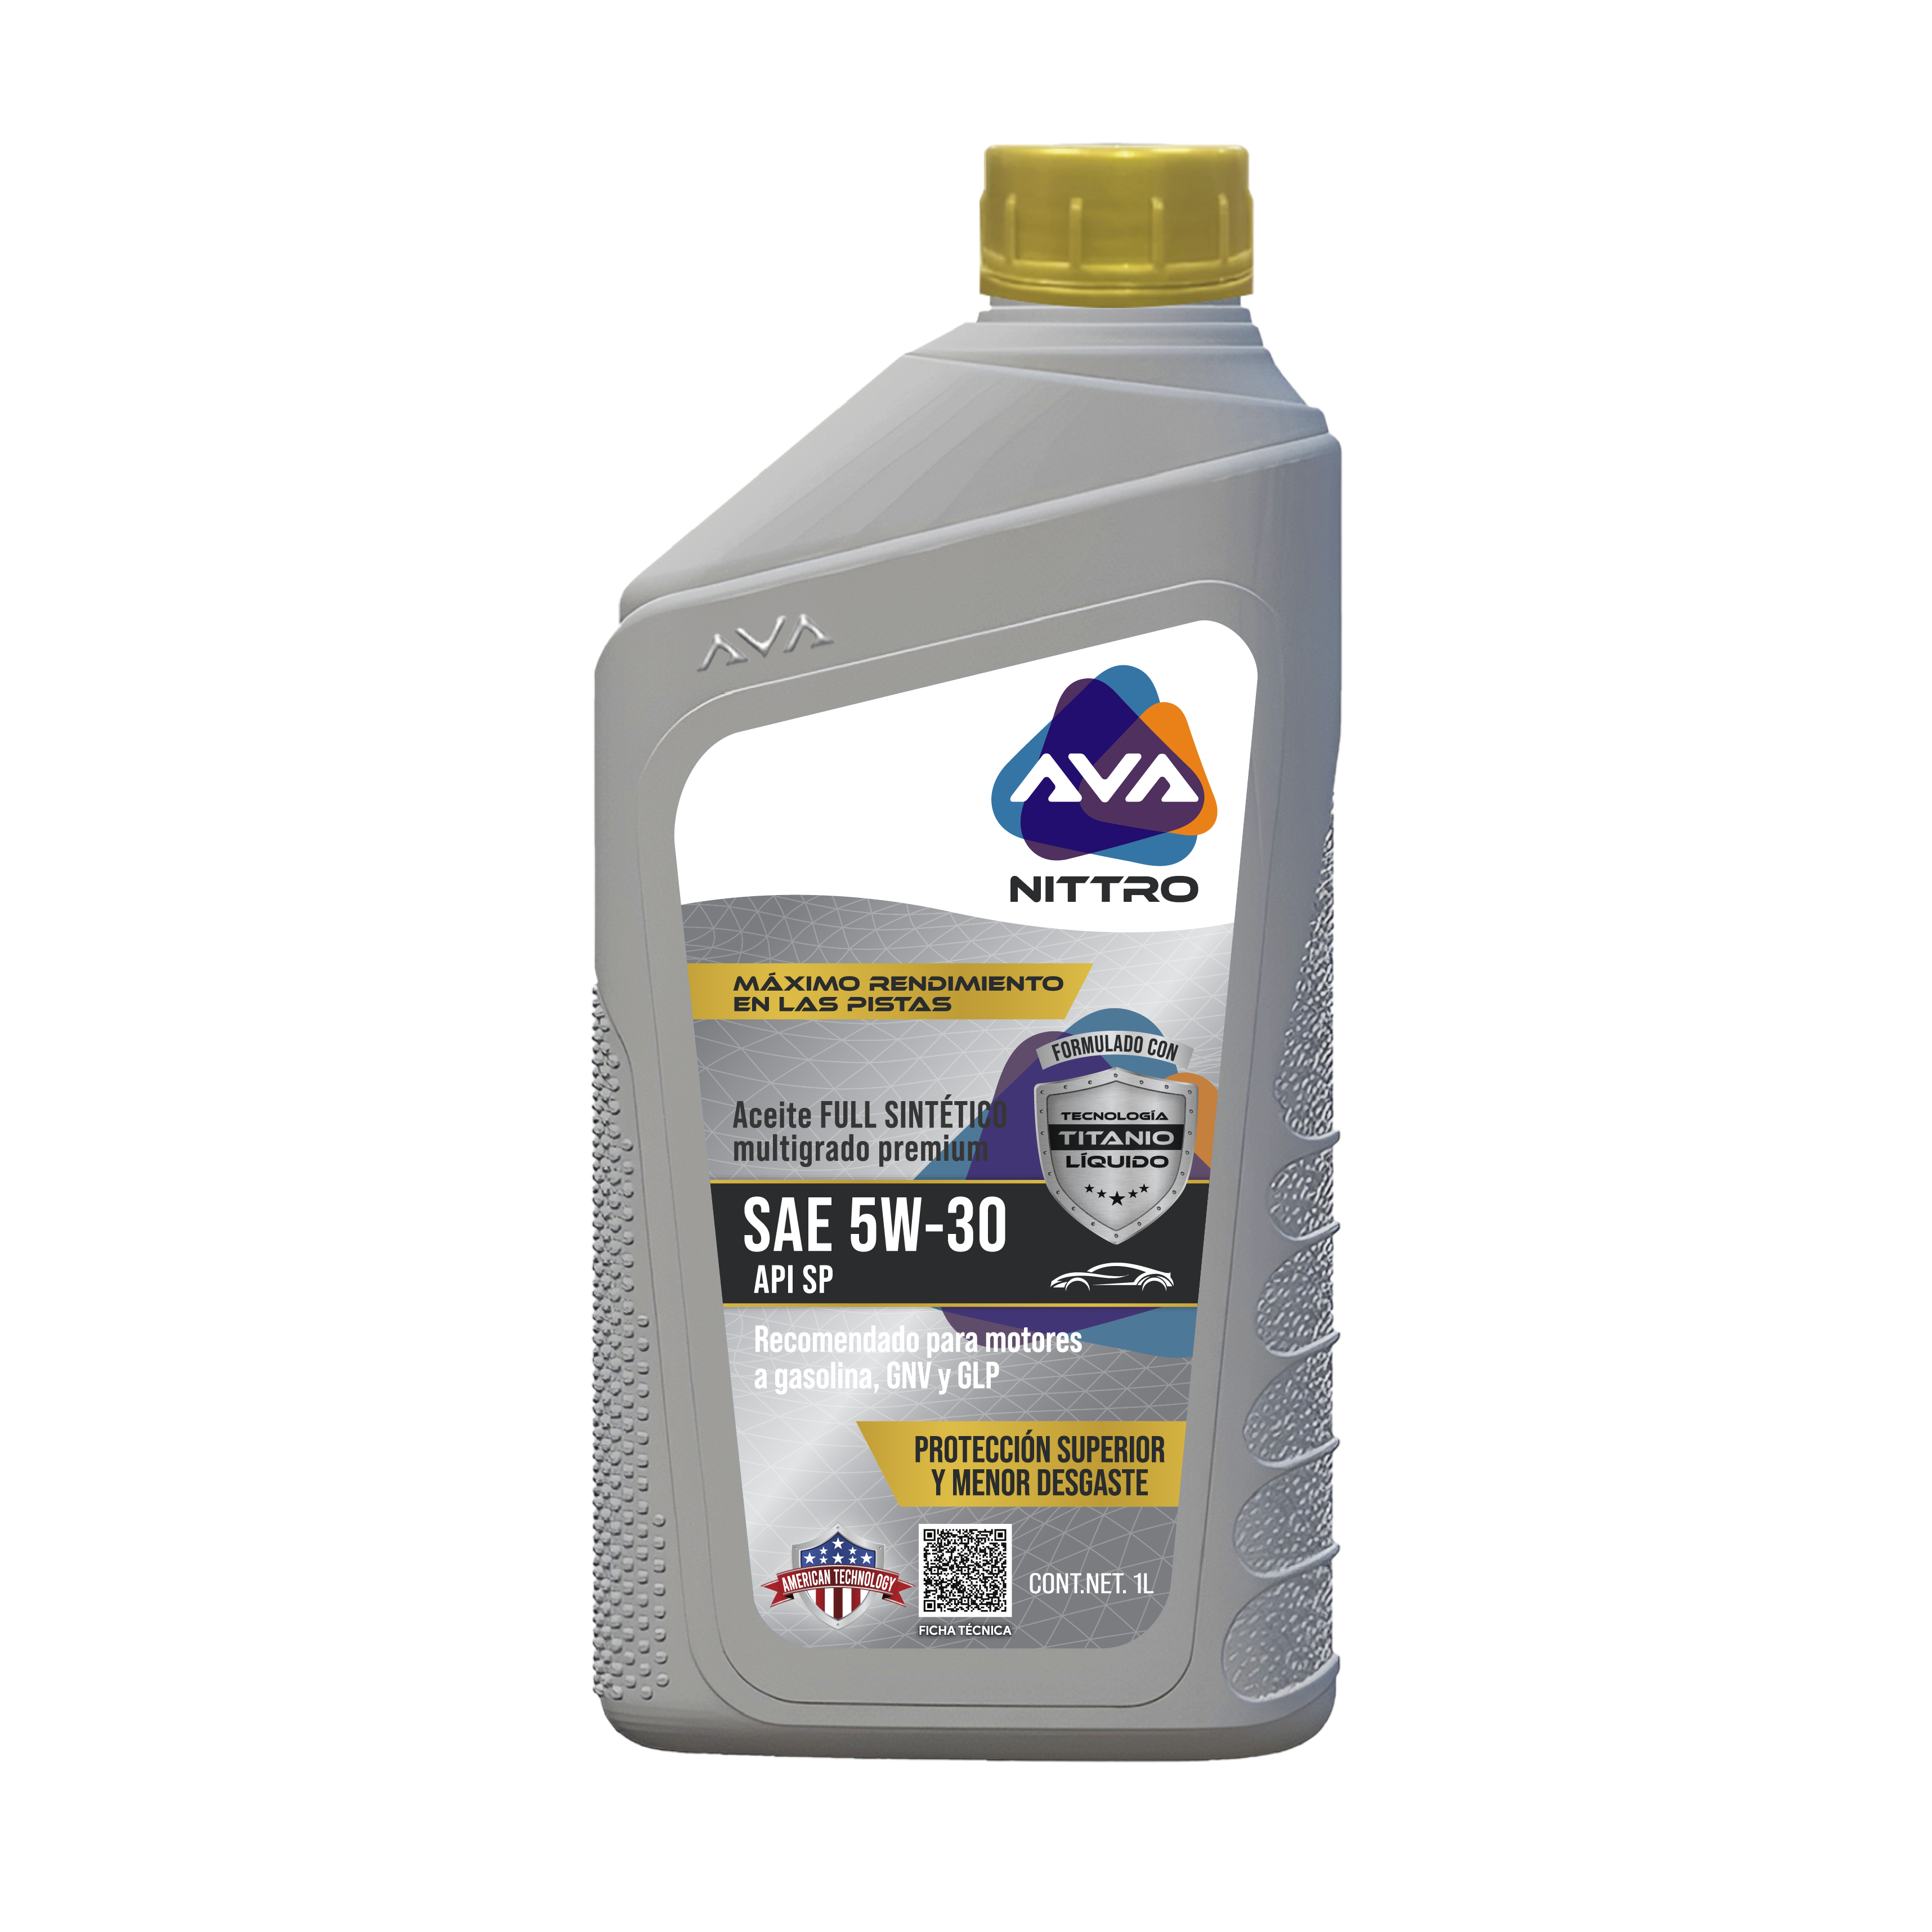 AVA
AVA
NITTRO
MÁXIMO RENDIMIENTO
EN LAS PISTAS
FORMULADO CON
TECNOLOGÍA
TITANIO
LÍQUIDO
Aceite FULL SINTÉTICO
multigrado premium
SAE 5W-30
API SP
Recomendado para motores
a gasolina, GNV y GLP
PROTECCIÓN SUPERIOR
Y MENOR DESGASTE
AMERICAN TECHNOLOGY
FICHA TÉCNICA
CONT.NET. 1L